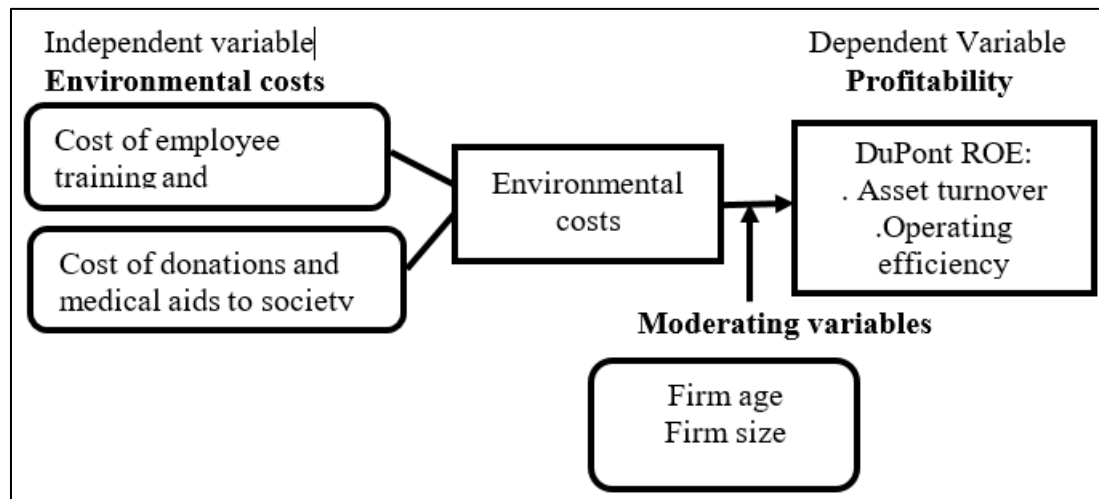 Independent variable
Environmental costs
Cost of employee
training and
Cost of donations and
medical aids to society
Environmental
costs
Dependent Variable
Profitability
DuPont ROE:
. Asset turnover
.Operating
efficiency
Moderating variables
Firm age
Firm size